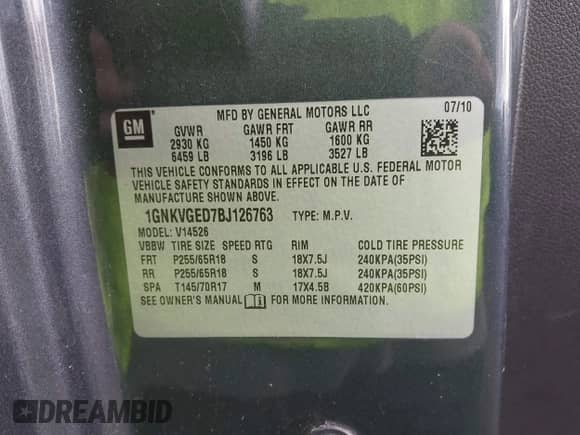 GM
MFD BY GENERAL MOTORS LLC 07/10
GVWR GAWR FRT GAWR RR
2930 KG 1450 KG 1600 KG
6459 LB 3196 LB 3527 LB
THIS VEHICLE CONFORMS TO ALL APPLICABLE U.S. FEDERAL MOTOR
VEHICLE SAFETY STANDARDS IN EFFECT ON THE DATE OF
MANUFACTURE SHOWN ABOVE.
1GNKVGED7BJ126763 TYPE: M.P.V.
MODEL: V14526
VBBW TIRE SIZE SPEED RTG RIM COLD TIRE PRESSURE
FRT P255/65R18 S 18X7.5J 240KPA(35PSI)
RR P255/65R18 S 18X7.5J 240KPA(35PSI)
SPA T145/70R17 M 17X4.5B 420KPA(60PSI)
SEE OWNER'S MANUAL FOR MORE INFORMATION.
DREAMBID